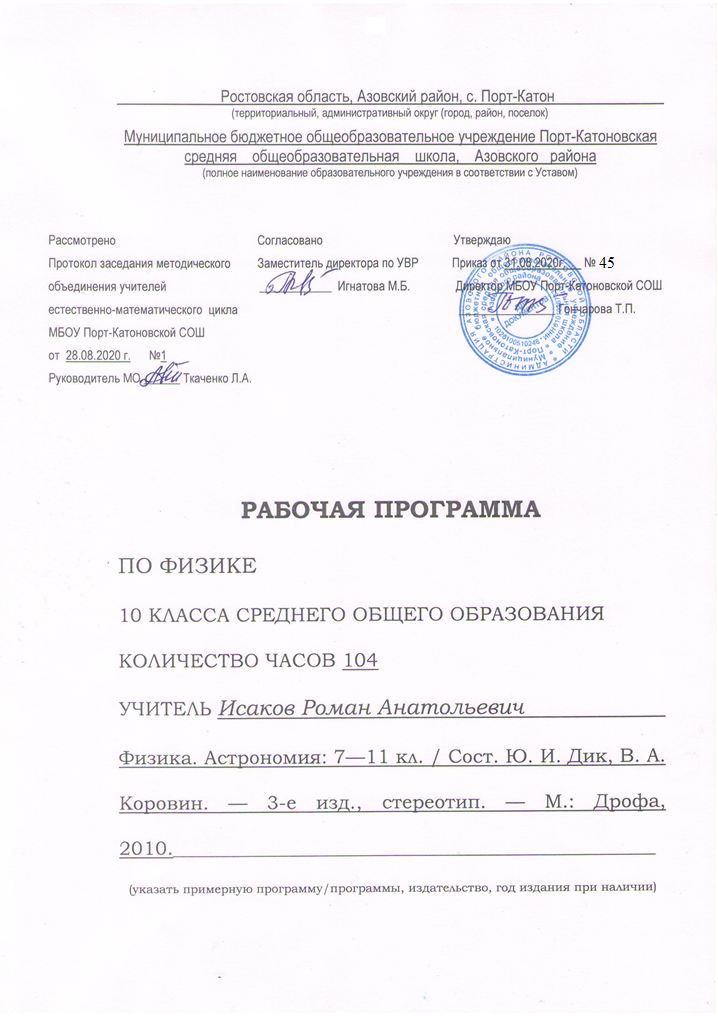 Ростовская область, Азовский район, с. Порт-Катон
(территориальный, административный округ (город, район, поселок)
Муниципальное бюджетное общеобразовательное учреждение Порт-Катоновская
средняя общеобразовательная школа, Азовского района
(полное наименование образовательного учреждения в соответствии с Уставом)
Рассмотрено
Протокол заседания методического
объединения учителей
естественно-математического цикла
МБОУ Порт-Катоновской СОШ
от 28.08.2020 г. №1
Руководитель МО Ткаченко Л.А.
Согласовано
Заместитель директора по УВР
Игнатова М.Б.
Утверждаю
Приказ от 31.08.2020г. № 45
Директор МБОУ Порт-Катоновской СОШ
Гончарова Т.П.
РАБОЧАЯ ПРОГРАММА
ПО ФИЗИКЕ
10 КЛАССА СРЕДНЕГО ОБЩЕГО ОБРАЗОВАНИЯ
КОЛИЧЕСТВО ЧАСОВ 104
УЧИТЕЛЬ Исаков Роман Анатольевич
Физика. Астрономия: 7—11 кл. / Сост. Ю. И. Дик, В. А.
Коровин. — 3-е изд., стереотип. — М.: Дрофа,
2010.
(указать примерную программу/программы, издательство, год издания при наличии)